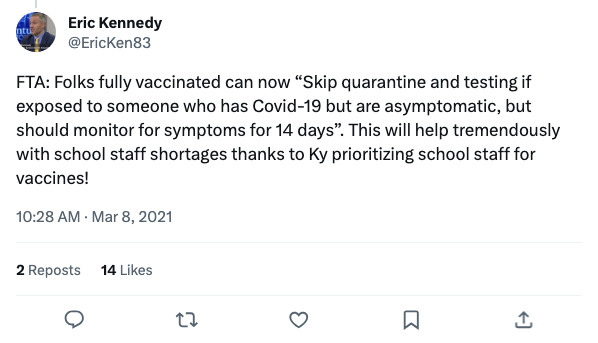 Eric Kennedy
@EricKen83
FTA: Folks fully vaccinated can now “Skip quarantine and testing if
exposed to someone who has Covid-19 but are asymptomatic, but
should monitor for symptoms for 14 days”. This will help tremendously
with school staff shortages thanks to Ky prioritizing school staff for
vaccines!
10:28 AM · Mar 8, 2021
2 Reposts 14 Likes